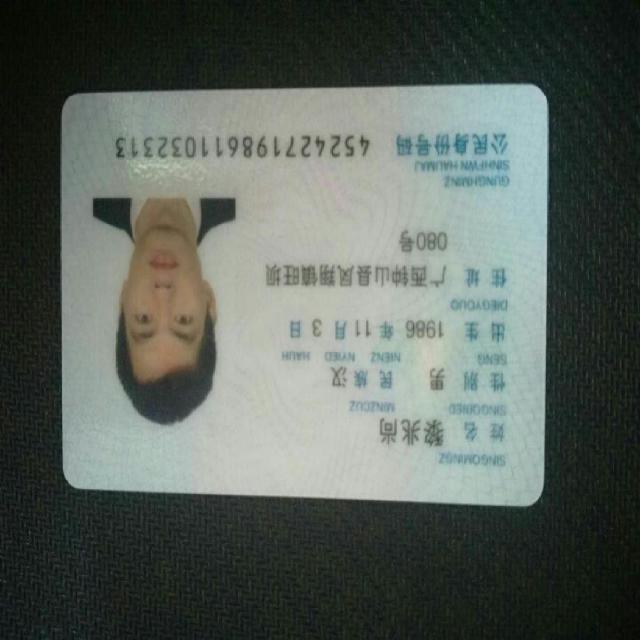 SINGQMINGZ
姓名 黎兆尚
SINGQBIED MINZCUZ
性别 男 民族 汉
SENG NIENZ NYIED HAUH
出生 1986 年 11 月 3 日
DIEGYOUQ
住址 广西钟山县凤翔镇旺坝
080号
GUNGHMINZ
SINHFWN HAUMAJ
公民身份号码 452427198611032313